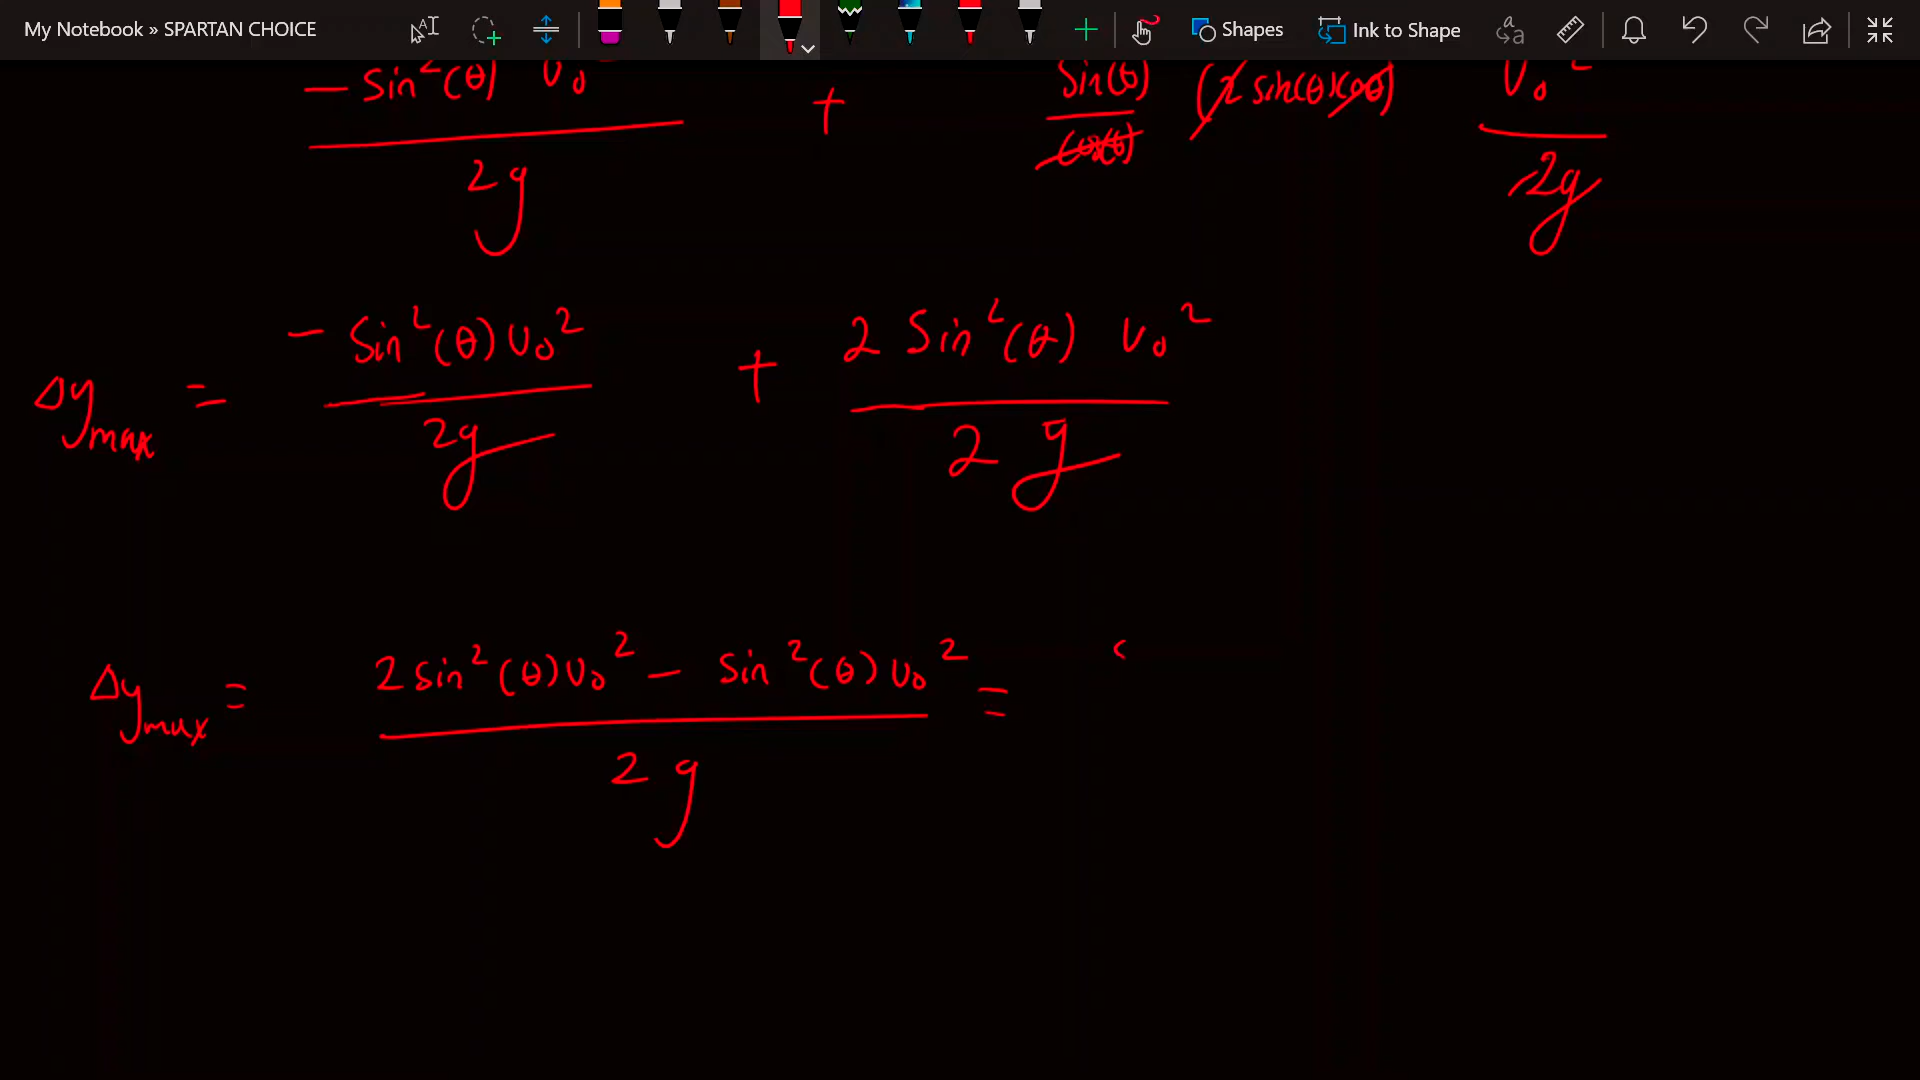 My Notebook » SPARTAN CHOICE Shapes Ink to Shape
− Sin²(θ) v₀ / 2g + Sin(θ) / cos(θ) (2 sin(θ)cosθ) v₀² / 2g
Δy_max = − Sin²(θ) v₀² / 2g + 2 Sin²(θ) v₀² / 2g
Δy_max = 2 sin²(θ) v₀² − Sin²(θ) v₀² / 2g =